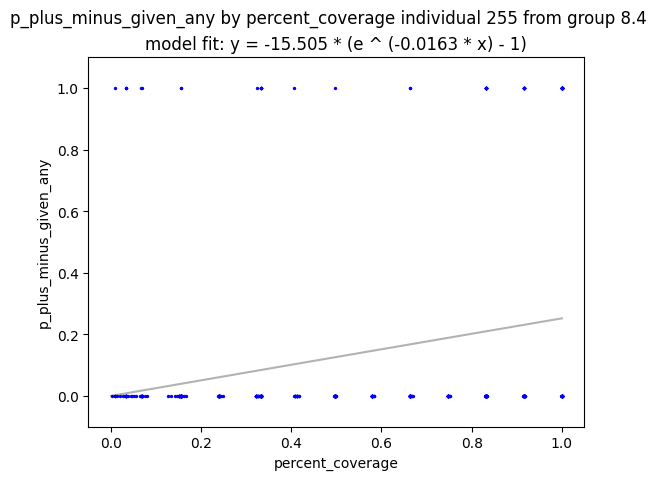 p_plus_minus_given_any by percent_coverage individual 255 from group 8.4
model fit: y = -15.505 * (e ^ (-0.0163 * x) - 1)
1.0
0.8
0.6
0.4
0.2
0.0
p_plus_minus_given_any
0.0 0.2 0.4 0.6 0.8 1.0
percent_coverage